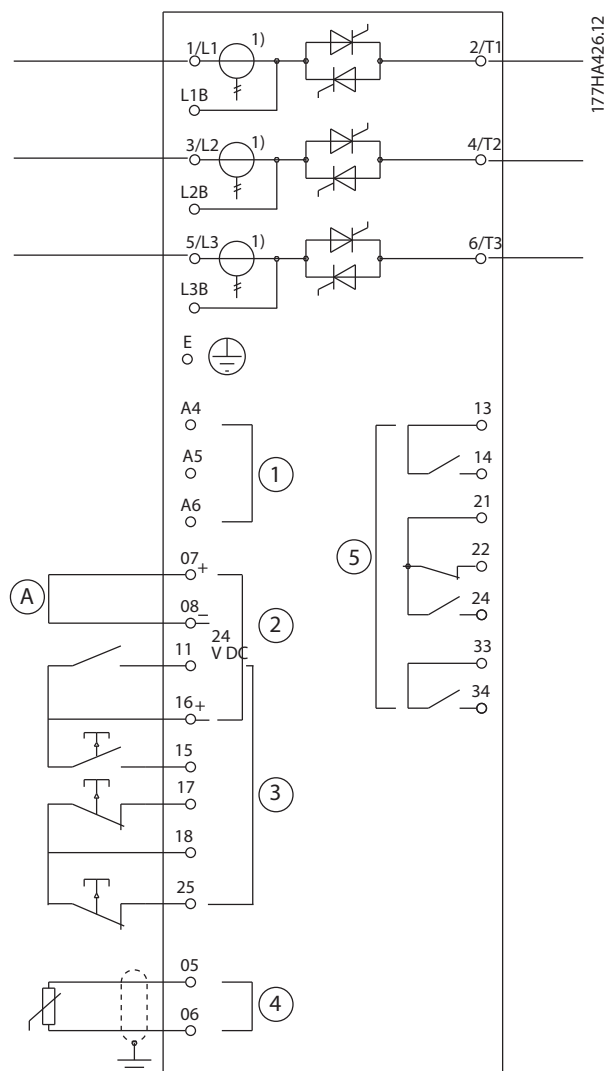 177HA426.12
1/L1 1) 2/T1
L1B
3/L2 1) 4/T2
L2B
5/L3 1) 6/T3
L3B
E
A4
A5
A6
1
07 +
A
08 –
24
V DC
2
11
16 +
15
17
3
18
25
05
06
4
13
14
21
5
22
24
33
34